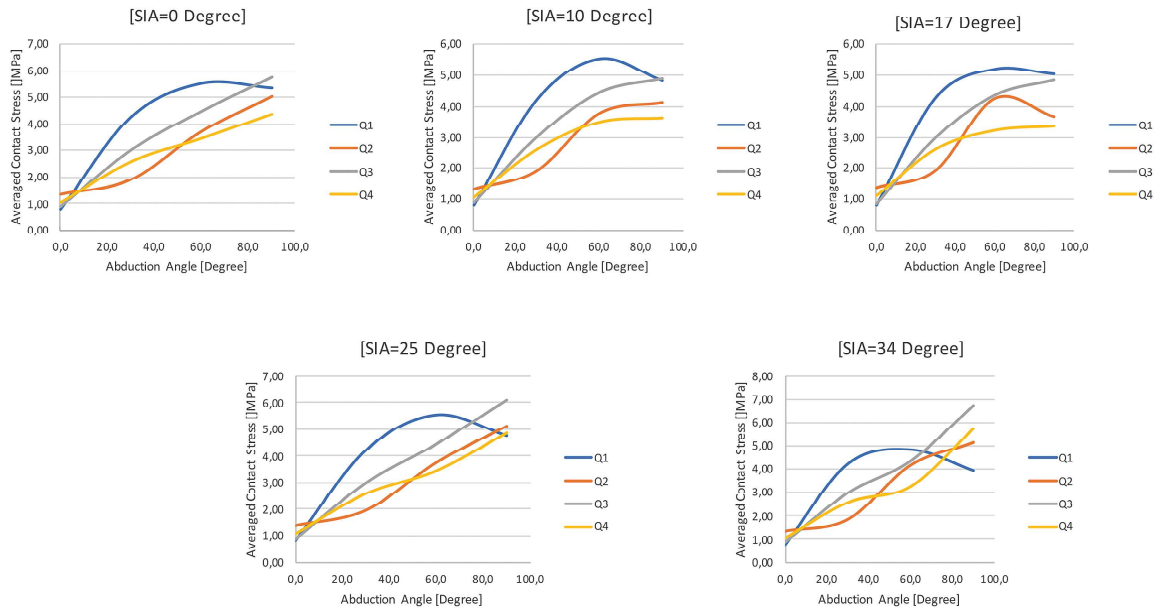 [SIA=0 Degree]
Averaged Contact Stress []MPa]
7,00
6,00
5,00
4,00
3,00
2,00
1,00
0,00
0,0 20,0 40,0 60,0 80,0 100,0
Abduction Angle [Degree]
Q1
Q2
Q3
Q4
[SIA=10 Degree]
Averaged Contact Stress []MPa]
6,00
5,00
4,00
3,00
2,00
1,00
0,00
0,0 20,0 40,0 60,0 80,0 100,0
Abduction Angle [Degree]
Q1
Q2
Q3
Q4
[SIA=17 Degree]
Averaged Contact Stress []MPa]
6,00
5,00
4,00
3,00
2,00
1,00
0,00
0,0 20,0 40,0 60,0 80,0 100,0
Abduction Angle [Degree]
Q1
Q2
Q3
Q4
[SIA=25 Degree]
Averaged Contact Stress []MPa]
7,00
6,00
5,00
4,00
3,00
2,00
1,00
0,00
0,0 20,0 40,0 60,0 80,0 100,0
Abduction Angle [Degree]
Q1
Q2
Q3
Q4
[SIA=34 Degree]
Averaged Contact Stress []MPa]
8,00
7,00
6,00
5,00
4,00
3,00
2,00
1,00
0,00
0,0 20,0 40,0 60,0 80,0 100,0
Abduction Angle [Degree]
Q1
Q2
Q3
Q4